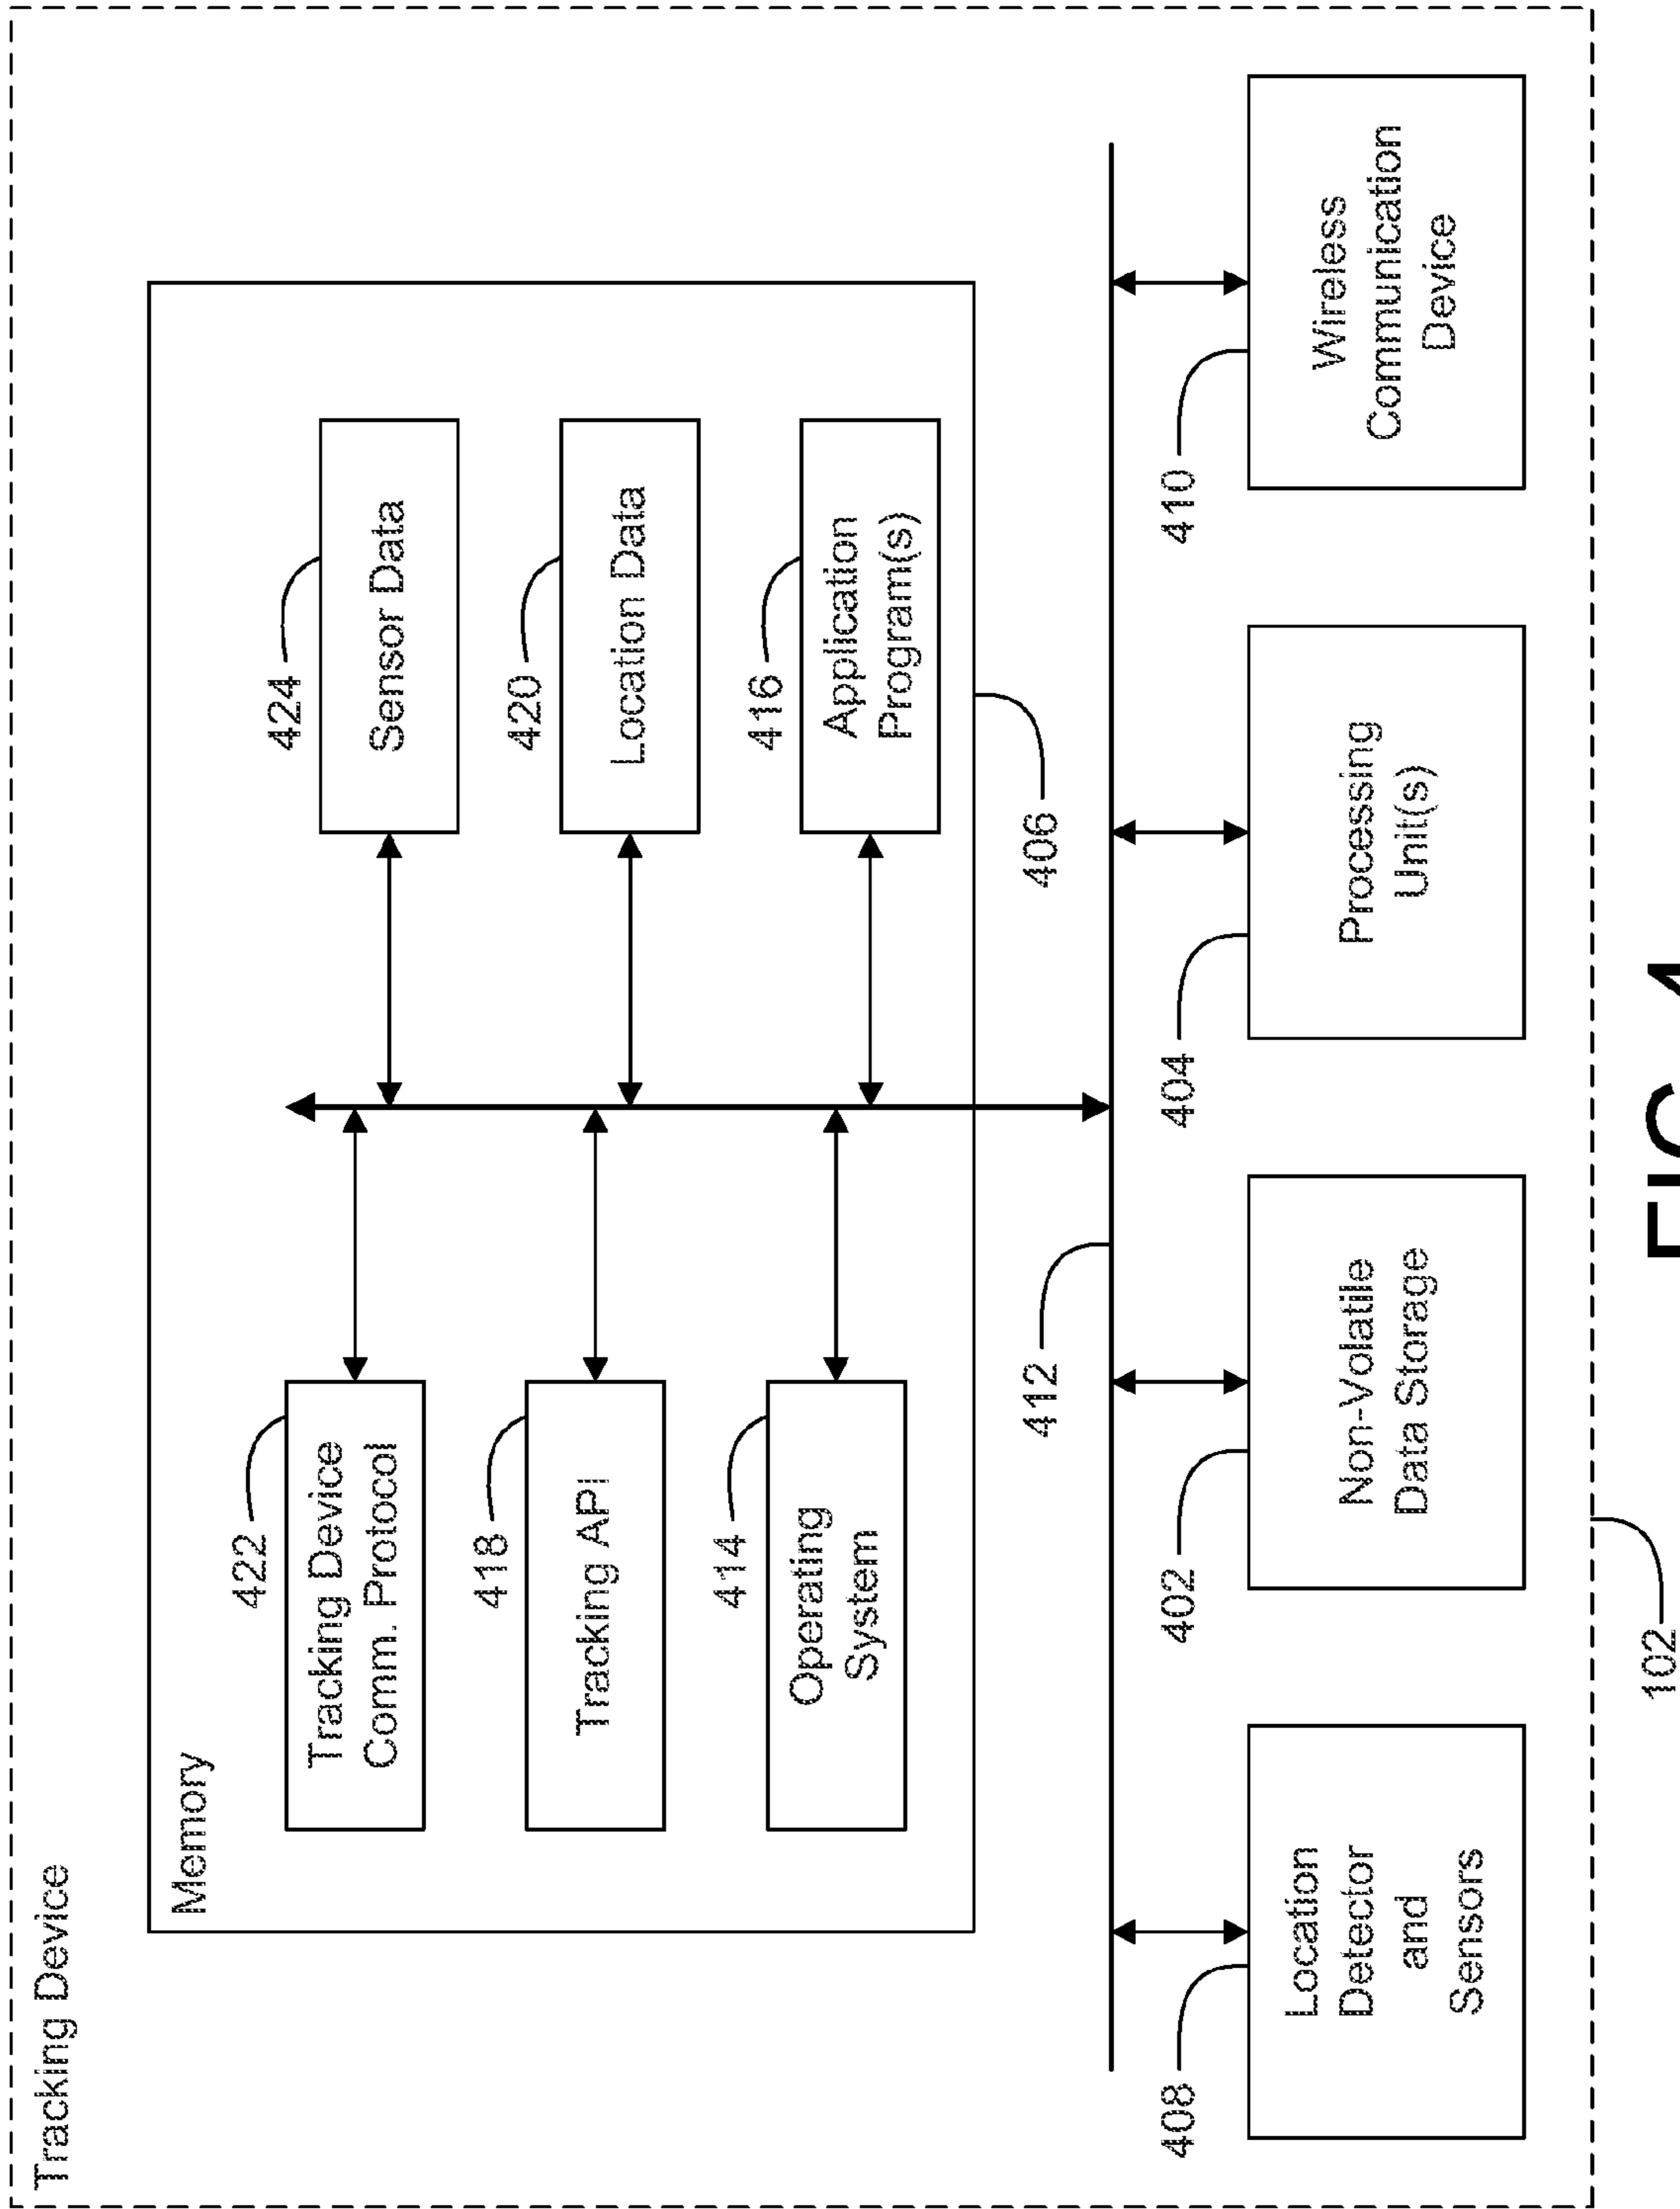 Tracking Device
Memory
422
Tracking Device
Comm. Protocol
424
Sensor Data
418
Tracking API
420
Location Data
414
Operating
System
416
Application
Program(s)
406
412
408
Location
Detector
and
Sensors
402
Non-Volatile
Data Storage
404
Processing
Unit(s)
410
Wireless
Communication
Device
102